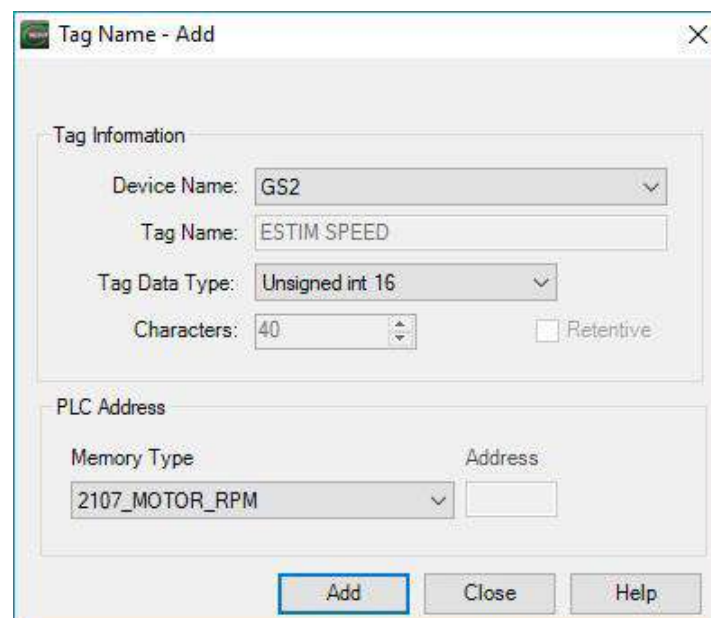 Tag Name - Add
Tag Information
Device Name: GS2
Tag Name: ESTIM SPEED
Tag Data Type: Unsigned int 16
Characters: 40 Retentive
PLC Address
Memory Type Address
2107_MOTOR_RPM
Add Close Help